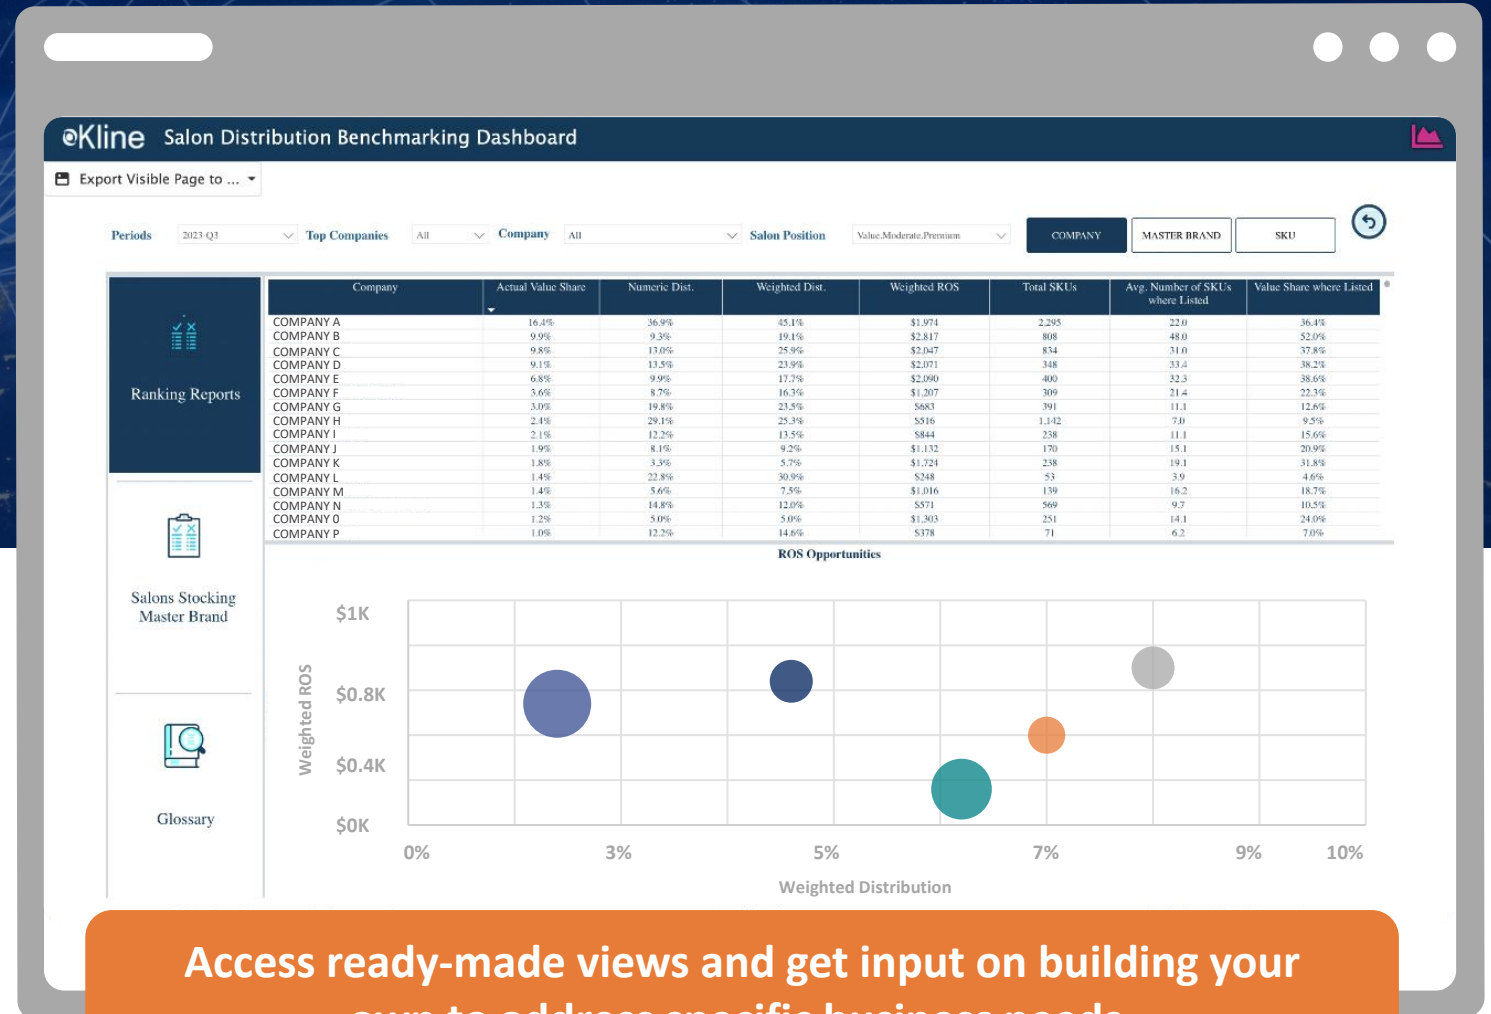 Kline Salon Distribution Benchmarking Dashboard
Export Visible Page to ...
Periods 2023-Q3 Top Companies All Company All Salon Position Value,Moderate,Premium COMPANY MASTER BRAND SKU
Ranking Reports
Salons Stocking
Master Brand
Glossary
Company Actual Value Share Numeric Dist. Weighted Dist. Weighted ROS Total SKUs Avg. Number of SKUs Value Share where Listed
where Listed
COMPANY A 16.4% 36.9% 45.1% $1,974 2,295 22.0 36.4%
COMPANY B 9.9% 9.3% 19.1% $2,817 808 48.0 52.0%
COMPANY C 9.8% 13.0% 25.9% $2,047 834 31.0 37.8%
COMPANY D 9.1% 13.5% 23.9% $2,071 348 33.4 38.2%
COMPANY E 6.8% 9.9% 17.7% $2,090 400 32.3 38.6%
COMPANY F 3.6% 8.7% 16.3% $1,207 309 21.4 22.3%
COMPANY G 3.0% 19.8% 23.5% $683 391 11.1 12.6%
COMPANY H 2.4% 29.1% 25.3% $516 1,142 7.0 9.5%
COMPANY I 2.1% 12.2% 13.5% $844 238 11.1 15.6%
COMPANY J 1.9% 8.1% 9.2% $1,132 170 15.1 20.9%
COMPANY K 1.8% 3.3% 5.7% $1,724 238 19.1 31.8%
COMPANY L 1.4% 22.8% 30.9% $248 53 3.9 4.6%
COMPANY M 1.4% 5.6% 7.5% $1,016 139 16.2 18.7%
COMPANY N 1.3% 14.8% 12.0% $571 569 9.7 10.5%
COMPANY 0 1.2% 5.0% 5.0% $1,303 251 14.1 24.0%
COMPANY P 1.0% 12.2% 14.6% $378 71 6.2 7.0%
ROS Opportunities
Weighted ROS
$1K
$0.8K
$0.4K
$0K
0% 3% 5% 7% 9% 10%
Weighted Distribution
Access ready-made views and get input on building your
own to address specific business needs